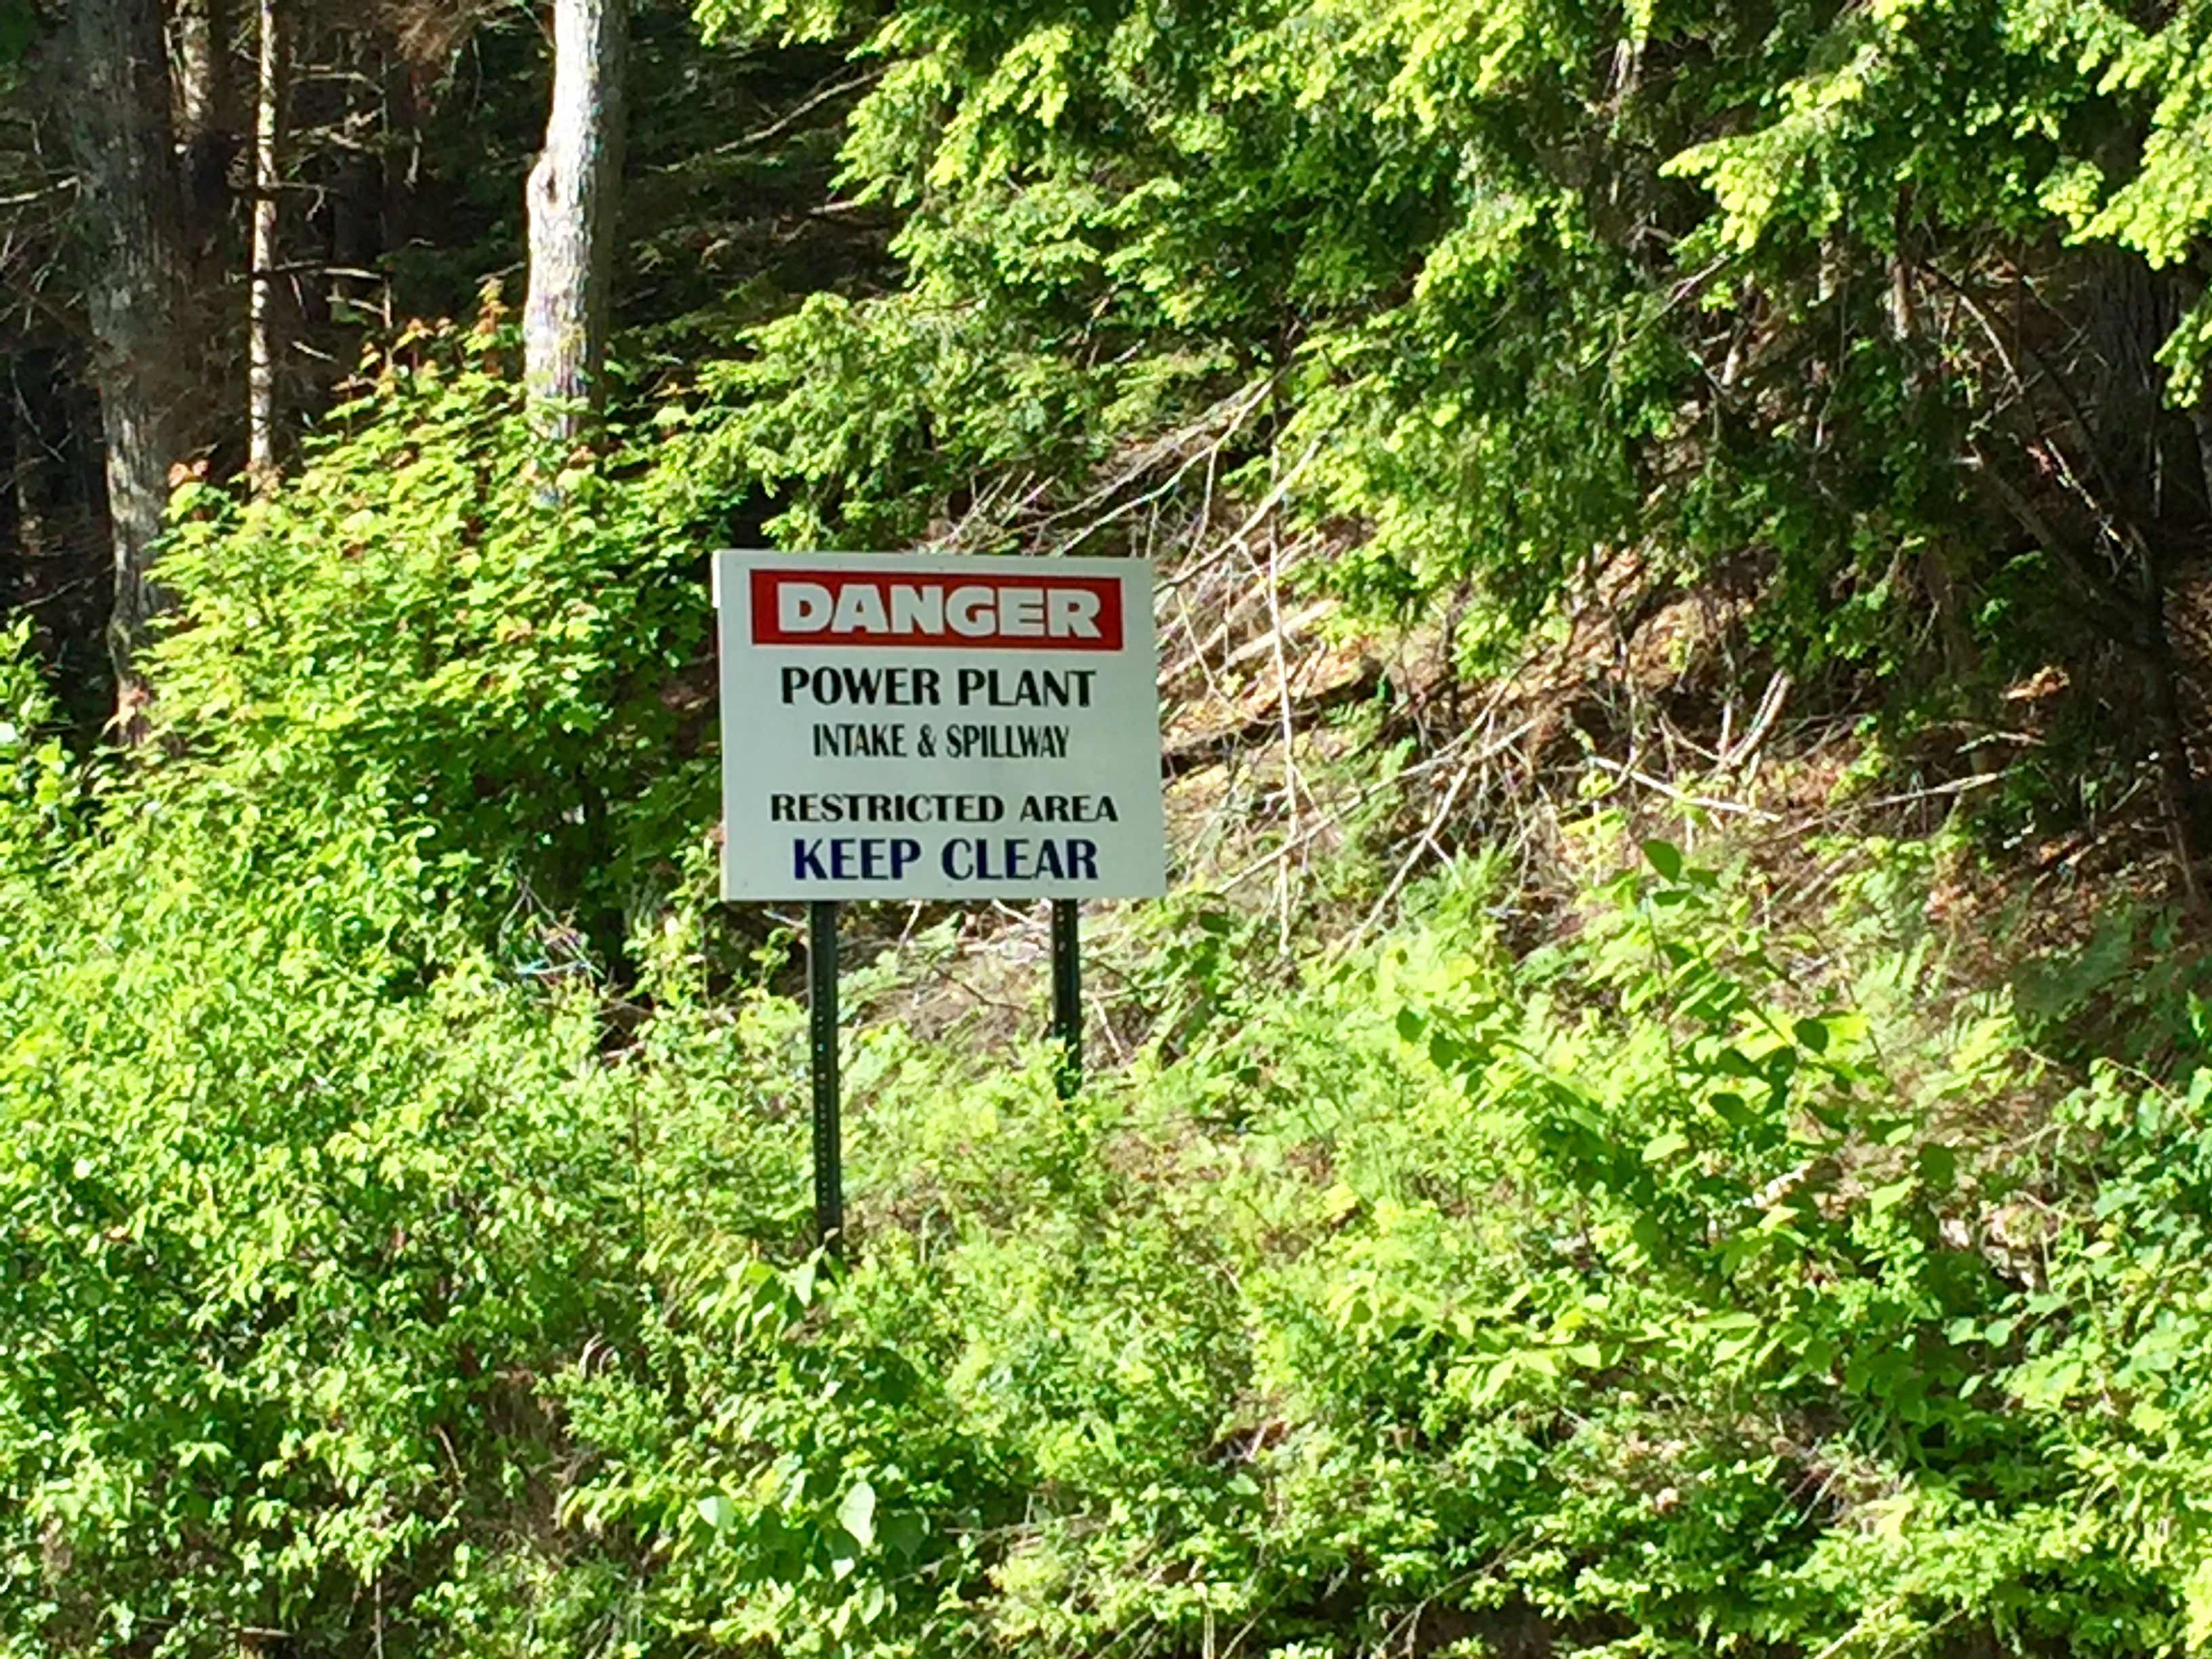 DANGER
POWER PLANT
INTAKE & SPILLWAY
RESTRICTED AREA
KEEP CLEAR